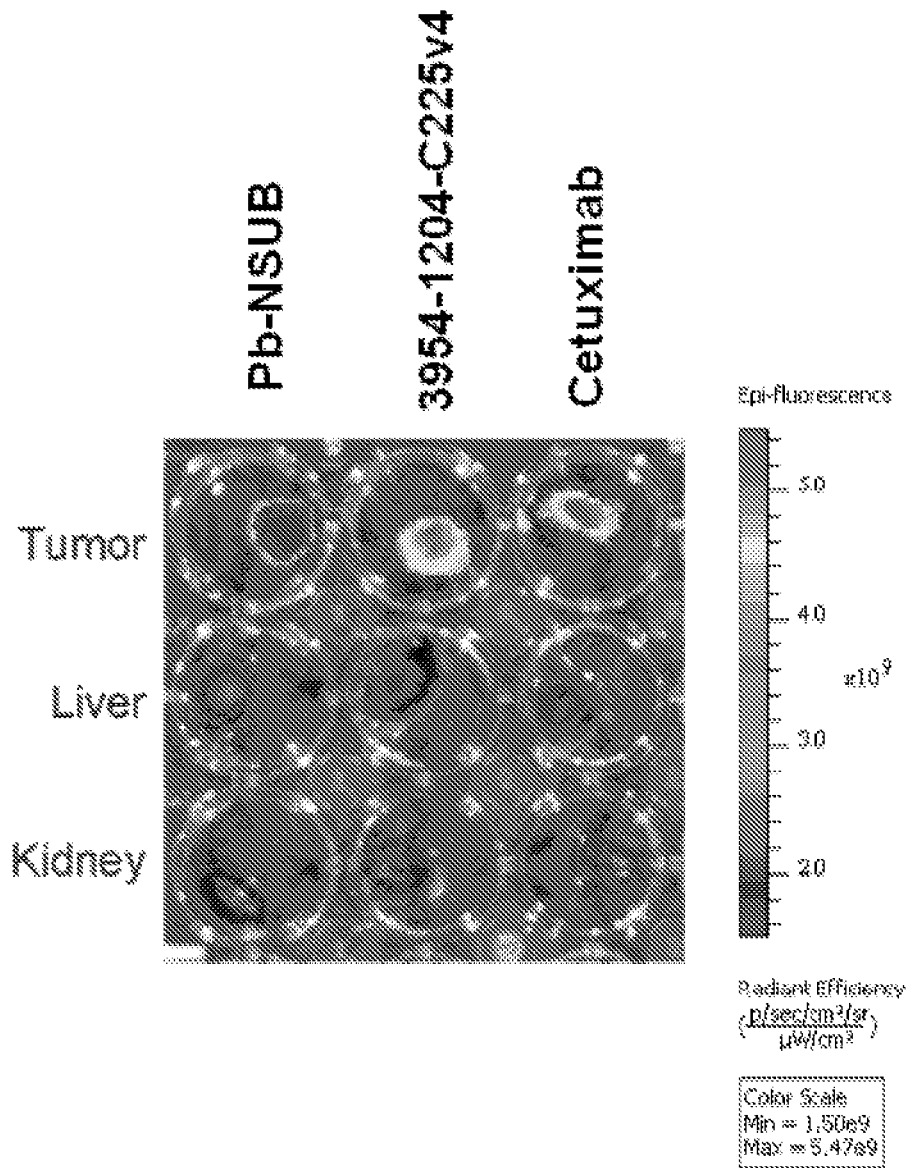 Pb-NSUB
3954-1204-C225v4
Cetuximab
Epi-fluorescence
5.0
4.0
x10⁹
3.0
2.0
Tumor
Liver
Kidney
Radiant Efficiency
(p/sec/cm²/sr
µW/cm²)
Color Scale
Min = 1.50e9
Max = 5.47e9